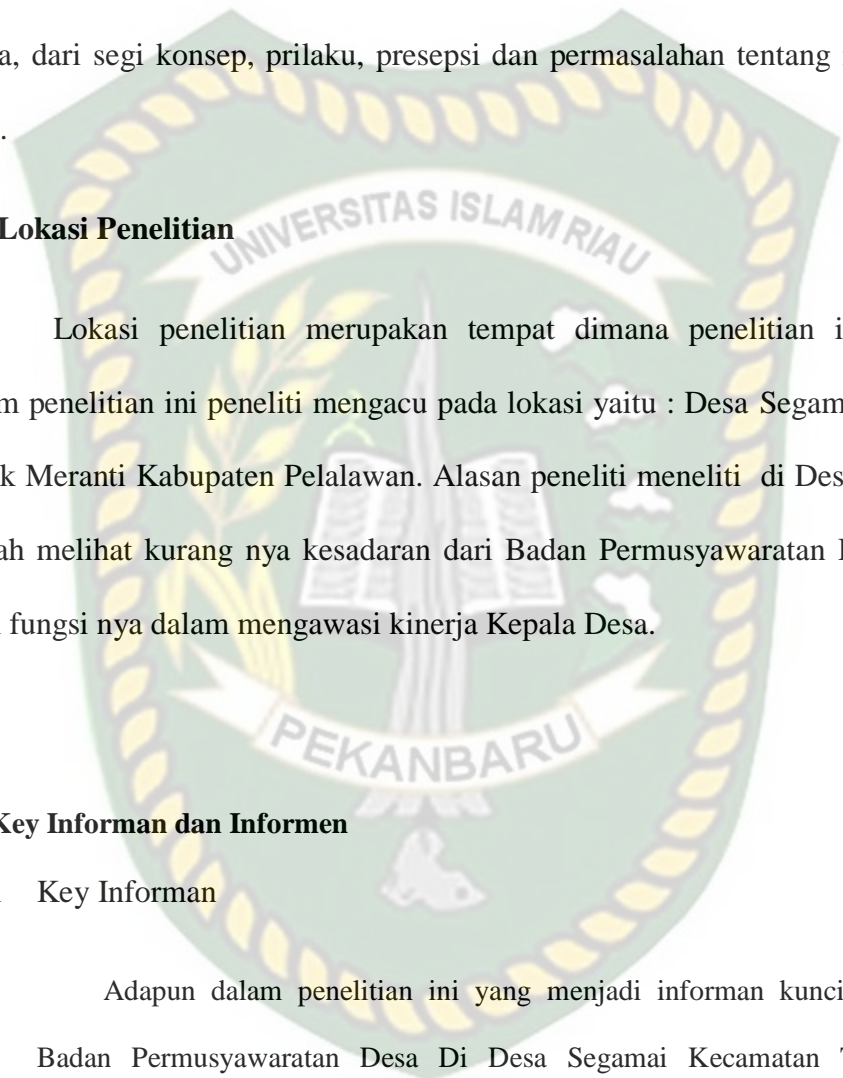 a, dari segi konsep, prilaku, presepsi dan permasalahan tentang
.
Lokasi Penelitian
UNIVERSITAS ISLAM RIAU
Lokasi penelitian merupakan tempat dimana penelitian i
m penelitian ini peneliti mengacu pada lokasi yaitu : Desa Segam
k Meranti Kabupaten Pelalawan. Alasan peneliti meneliti di Des
ah melihat kurang nya kesadaran dari Badan Permusyawaratan
fungsi nya dalam mengawasi kinerja Kepala Desa.
PEKANBARU
Key Informan dan Informen
Key Informan
Adapun dalam penelitian ini yang menjadi informan kunci
Badan Permusyawaratan Desa Di Desa Segamai Kecamatan